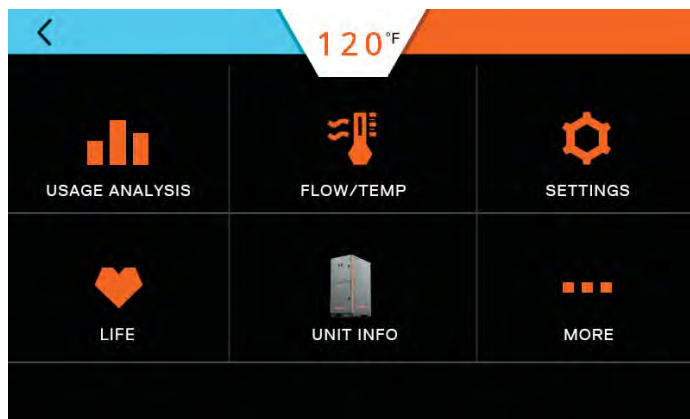 120°F
USAGE ANALYSIS
FLOW/TEMP
SETTINGS
LIFE
UNIT INFO
MORE